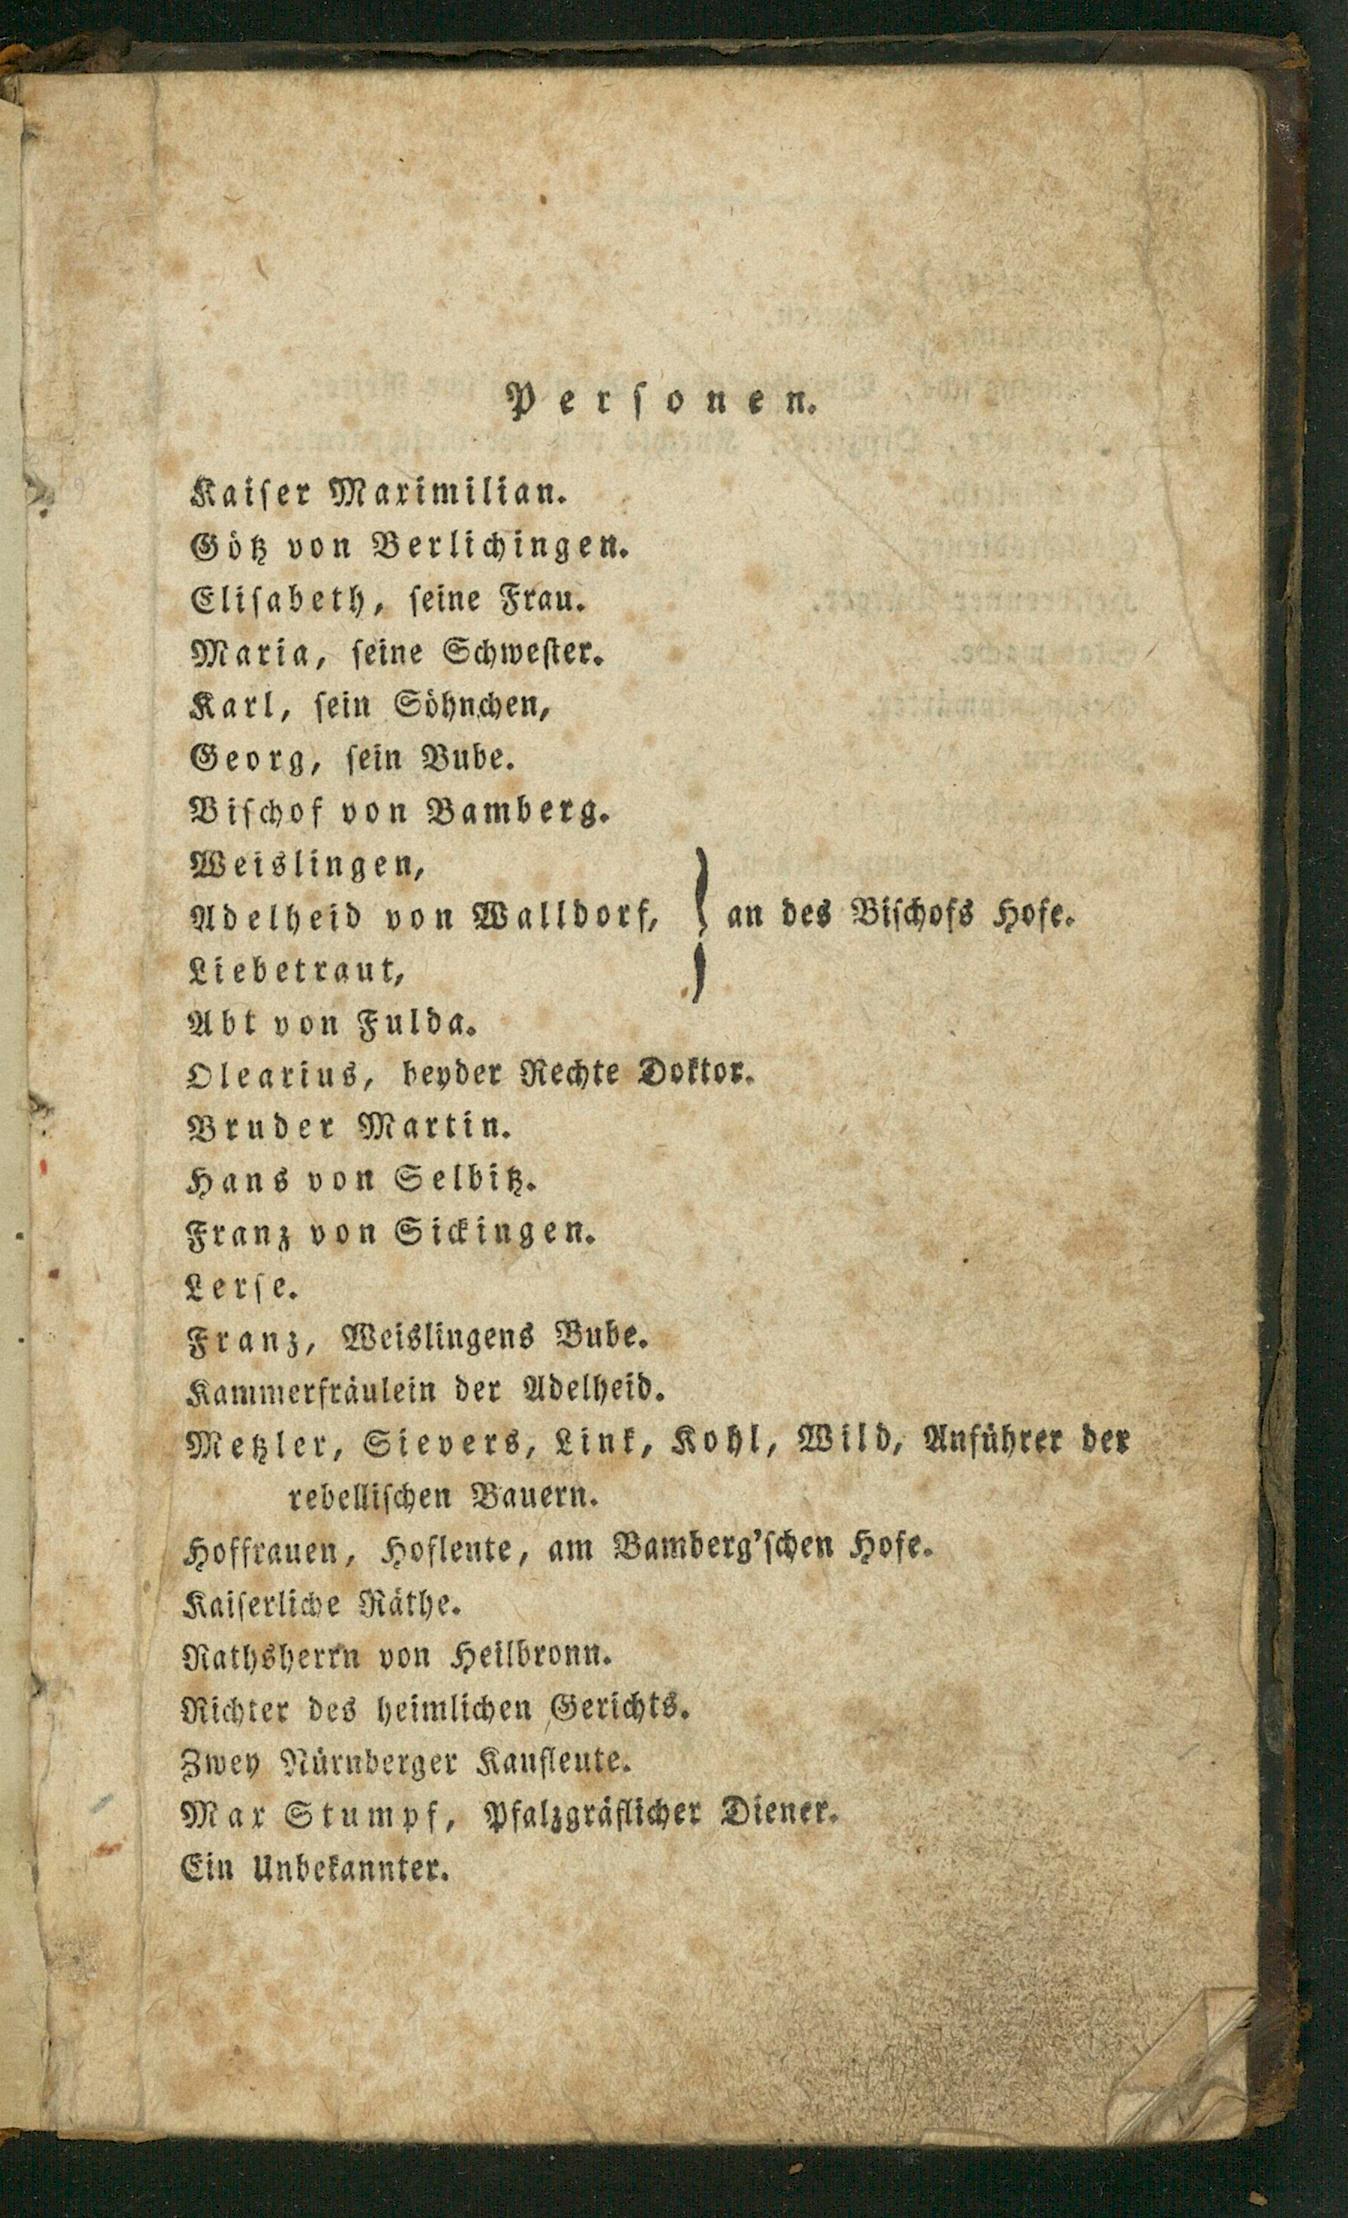 Personen.
Kaiser Maximilian.
Götz von Berlichingen.
Elisabeth, seine Frau.
Maria, seine Schwester.
Karl, sein Söhnchen,
Georg, sein Bube.
Bischof von Bamberg.
Weislingen,
Adelheid von Walldorf, } an des Bischofs Hofe.
Liebetraut,
Abt von Fulda.
Olearius, beyder Rechte Doktor.
Bruder Martin.
Hans von Selbitz.
Franz von Sickingen.
Lerse.
Franz, Weislingens Bube.
Kammerfräulein der Adelheid.
Metzler, Sievers, Link, Kohl, Wild, Anführer der
rebellischen Bauern.
Hoffrauen, Hofleute, am Bamberg'schen Hofe.
Kaiserliche Räthe.
Rathsherrn von Heilbronn.
Richter des heimlichen Gerichts.
Zwey Nürnberger Kaufleute.
Max Stumpf, Pfalzgräflicher Diener.
Ein Unbekannter.